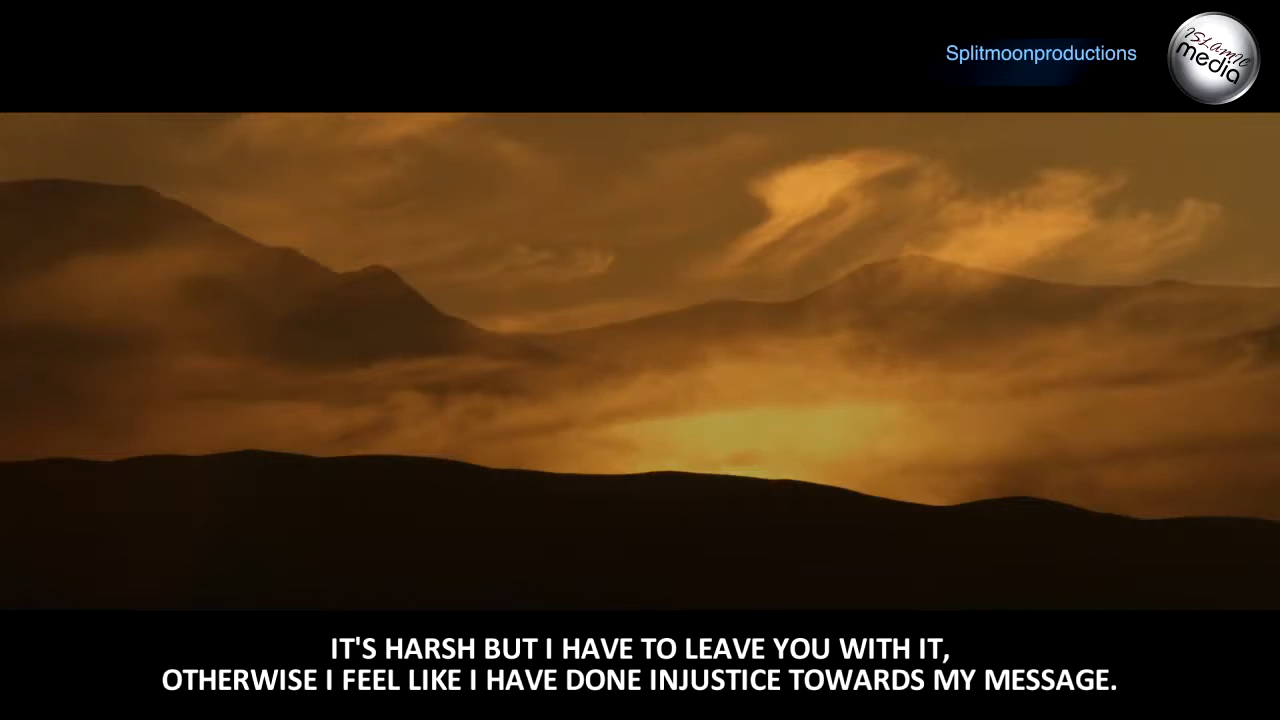 Splitmoonproductions
ISLAMIC
media
IT'S HARSH BUT I HAVE TO LEAVE YOU WITH IT,
OTHERWISE I FEEL LIKE I HAVE DONE INJUSTICE TOWARDS MY MESSAGE.